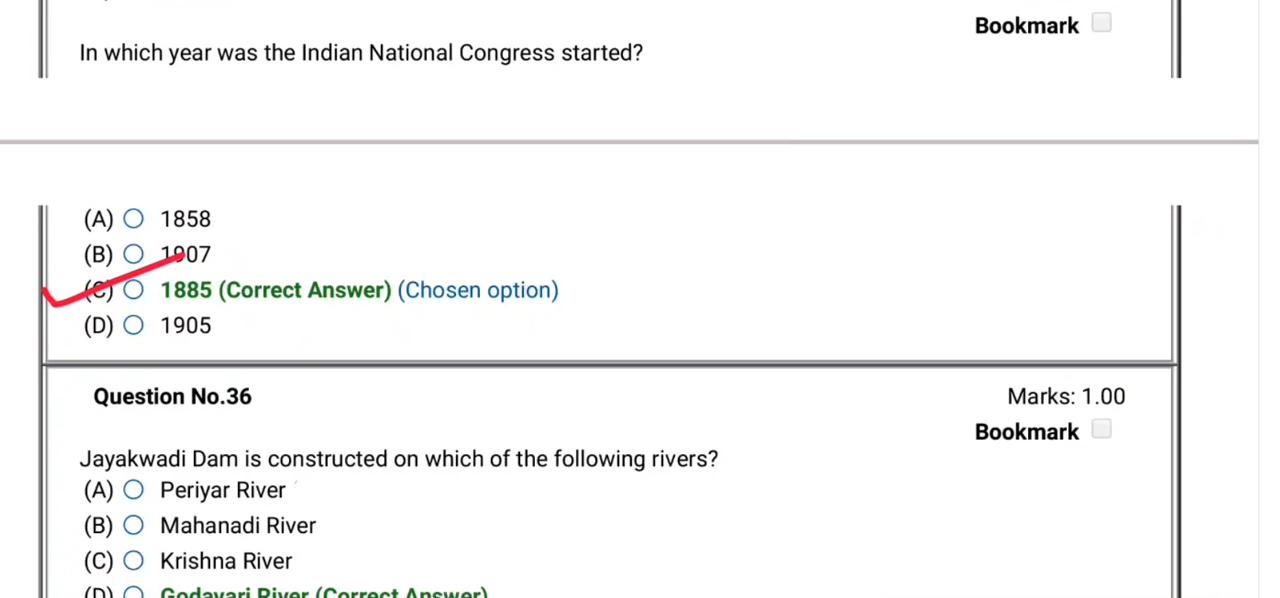 Bookmark
In which year was the Indian National Congress started?
(A) 1858
(B) 1907
(C) 1885 (Correct Answer) (Chosen option)
(D) 1905
Question No.36 Marks: 1.00
Bookmark
Jayakwadi Dam is constructed on which of the following rivers?
(A) Periyar River
(B) Mahanadi River
(C) Krishna River
(D) Godavari River (Correct Answer)